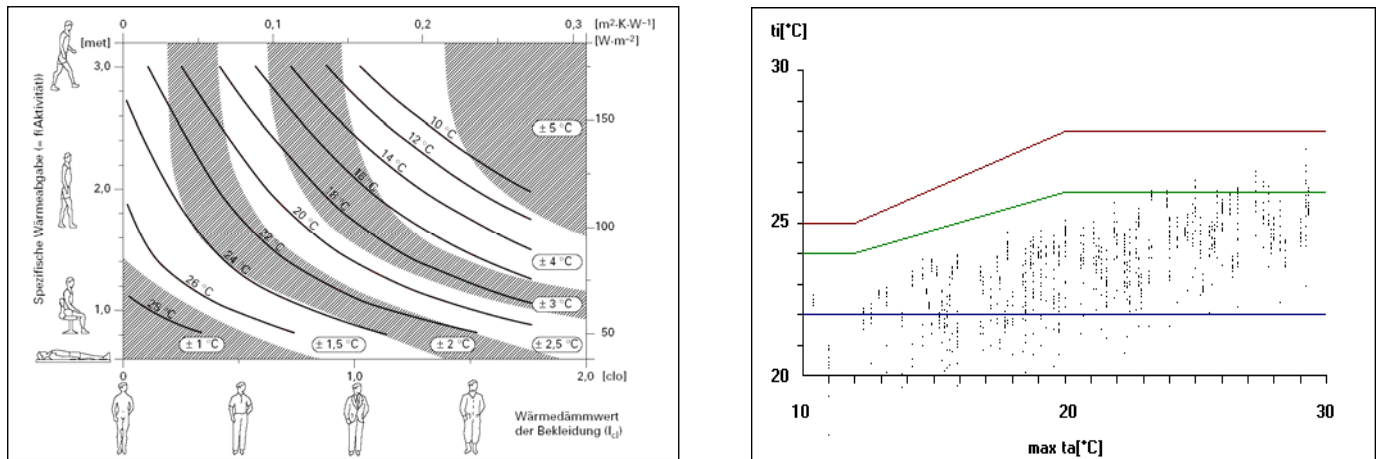 0 0,1 0,2 0,3 [m²·K·W⁻¹]
[met] [W·m⁻²]
3,0
150
2,0
100
1,0
50
Spezifische Wärmeabgabe (= f(Aktivität))
10 °C
12 °C
14 °C
16 °C
18 °C
20 °C
22 °C
24 °C
26 °C
25 °C
± 5 °C
± 4 °C
± 3 °C
± 1 °C ± 1,5 °C ± 2 °C ± 2,5 °C
0 1,0 [clo] 2,0
Wärmedämmwert
der Bekleidung (I_cl)
ti[°C]
30
25
20
10 20 30
max ta[°C]